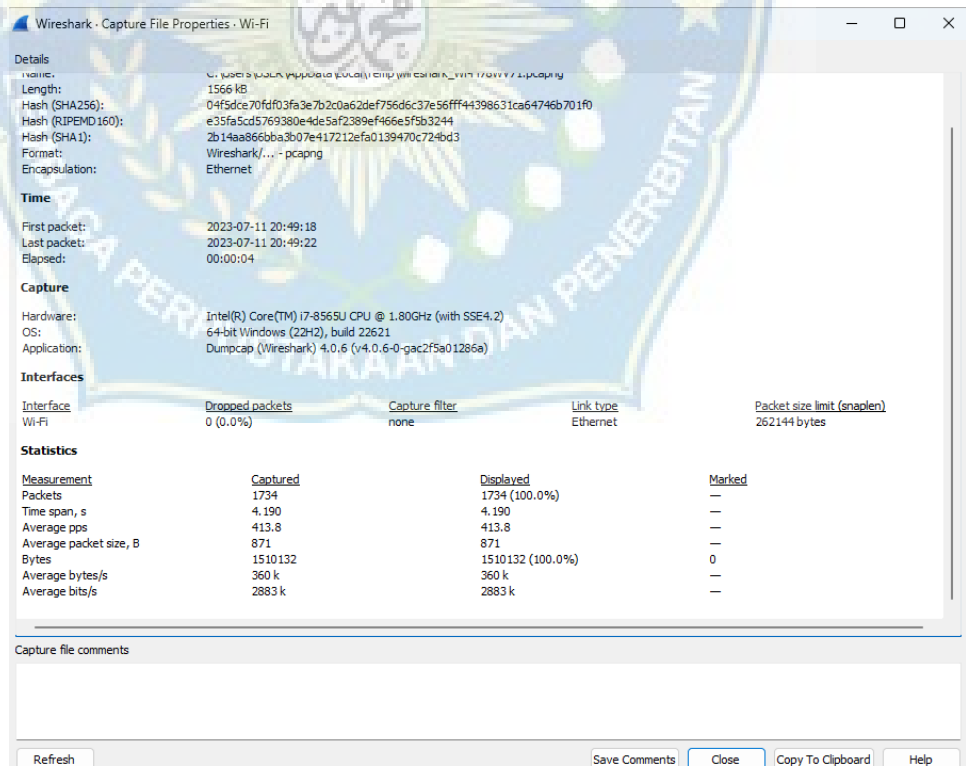 Wireshark · Capture File Properties · Wi-Fi
Details
Length: 1566 kB
Hash (SHA256): 04f5dce70fdf03fa3e7b2c0a62def756d6c37e56fff44398631ca64746b701f0
Hash (RIPEMD160): e35fa5cd5769380e4de5af2389ef466e5f5b3244
Hash (SHA1): 2b14aa866bba3b07e417212efa0139470c724bd3
Format: Wireshark/... - pcapng
Encapsulation: Ethernet
Time
First packet: 2023-07-11 20:49:18
Last packet: 2023-07-11 20:49:22
Elapsed: 00:00:04
Capture
Hardware: Intel(R) Core(TM) i7-8565U CPU @ 1.80GHz (with SSE4.2)
OS: 64-bit Windows (22H2), build 22621
Application: Dumpcap (Wireshark) 4.0.6 (v4.0.6-0-gac2f5a01286a)
Interfaces
Interface Dropped packets Capture filter Link type Packet size limit (snaplen)
Wi-Fi 0 (0.0%) none Ethernet 262144 bytes
Statistics
Measurement Captured Displayed Marked
Packets 1734 1734 (100.0%) —
Time span, s 4.190 4.190 —
Average pps 413.8 413.8 —
Average packet size, B 871 871 —
Bytes 1510132 1510132 (100.0%) 0
Average bytes/s 360 k 360 k —
Average bits/s 2883 k 2883 k —
Capture file comments
Refresh Save Comments Close Copy To Clipboard Help
DAN PENERBITAN